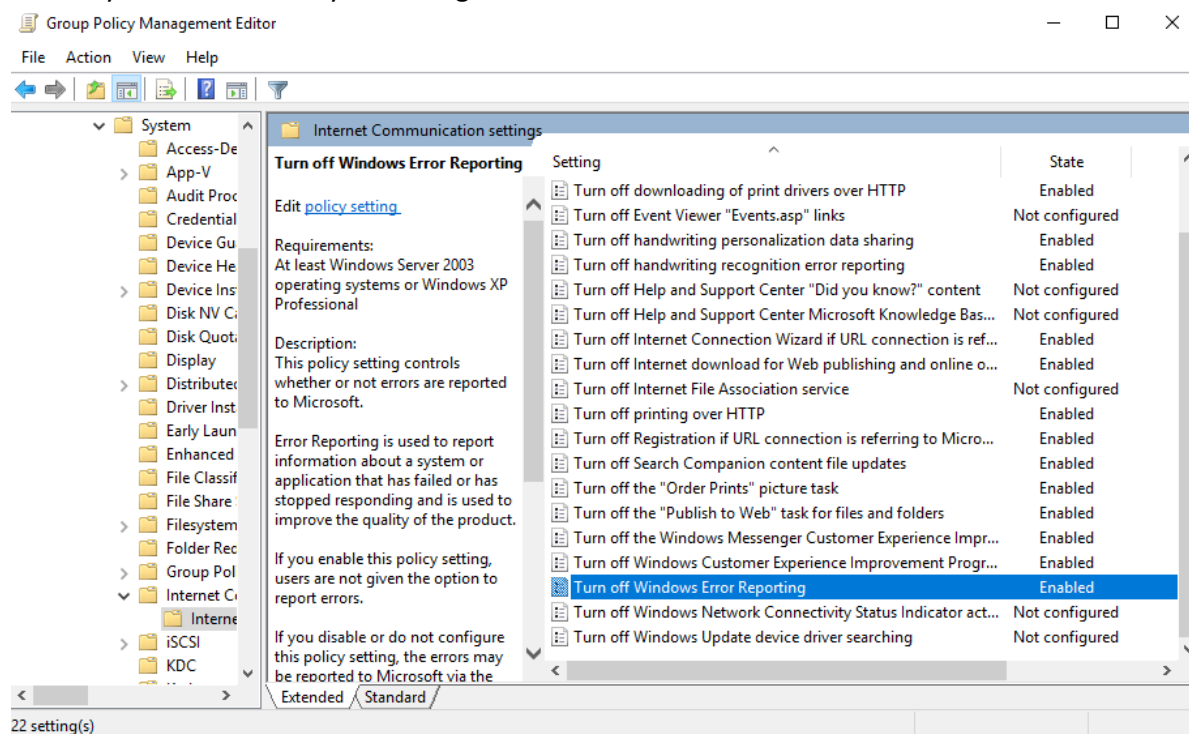 Group Policy Management Editor
File Action View Help
System
Access-De
App-V
Audit Proc
Credential
Device Gu
Device He
Device Ins
Disk NV Ca
Disk Quota
Display
Distributed
Driver Inst
Early Laun
Enhanced
File Classif
File Share
Filesystem
Folder Red
Group Pol
Internet Co
Interne
iSCSI
KDC
Internet Communication settings
Turn off Windows Error Reporting
Edit policy setting
Requirements:
At least Windows Server 2003
operating systems or Windows XP
Professional
Description:
This policy setting controls
whether or not errors are reported
to Microsoft.
Error Reporting is used to report
information about a system or
application that has failed or has
stopped responding and is used to
improve the quality of the product.
If you enable this policy setting,
users are not given the option to
report errors.
If you disable or do not configure
this policy setting, the errors may
be reported to Microsoft via the
Setting State
Turn off downloading of print drivers over HTTP Enabled
Turn off Event Viewer "Events.asp" links Not configured
Turn off handwriting personalization data sharing Enabled
Turn off handwriting recognition error reporting Enabled
Turn off Help and Support Center "Did you know?" content Not configured
Turn off Help and Support Center Microsoft Knowledge Bas... Not configured
Turn off Internet Connection Wizard if URL connection is ref... Enabled
Turn off Internet download for Web publishing and online o... Enabled
Turn off Internet File Association service Not configured
Turn off printing over HTTP Enabled
Turn off Registration if URL connection is referring to Micro... Enabled
Turn off Search Companion content file updates Enabled
Turn off the "Order Prints" picture task Enabled
Turn off the "Publish to Web" task for files and folders Enabled
Turn off the Windows Messenger Customer Experience Impr... Enabled
Turn off Windows Customer Experience Improvement Progr... Enabled
Turn off Windows Error Reporting Enabled
Turn off Windows Network Connectivity Status Indicator act... Not configured
Turn off Windows Update device driver searching Not configured
Extended Standard
22 setting(s)